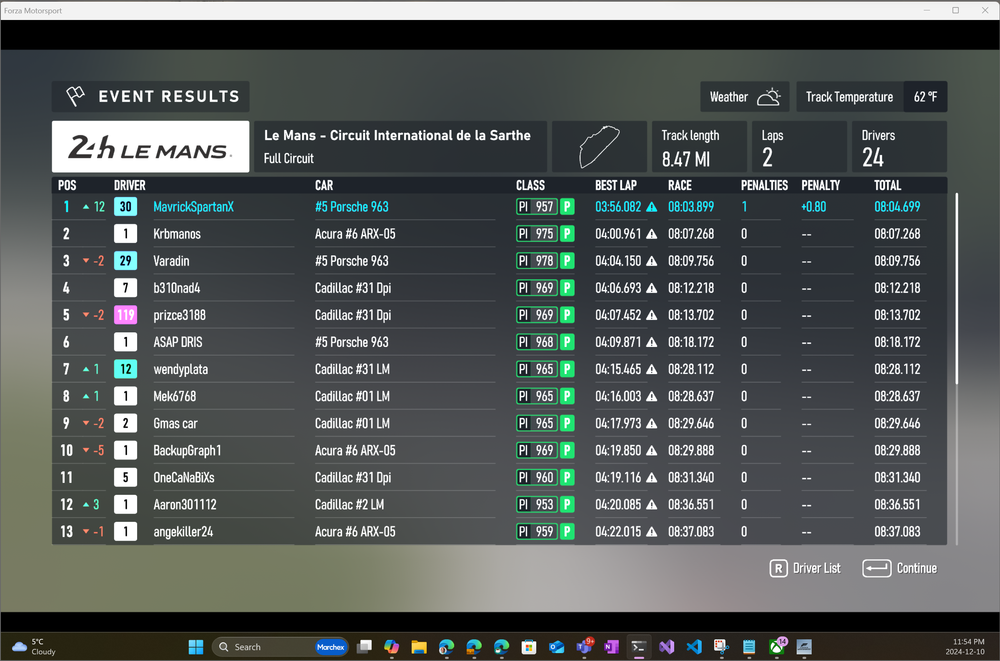 Forza Motorsport
EVENT RESULTS
Weather
Track Temperature 62 °F
24h LE MANS
Le Mans - Circuit International de la Sarthe
Full Circuit
Track length
8.47 MI
Laps
2
Drivers
24
POS DRIVER CAR CLASS BEST LAP RACE PENALTIES PENALTY TOTAL
1 12 30 MavrickSpartanX #5 Porsche 963 PI 957 P 03:56.082 08:03.899 1 +0.80 08:04.699
2 1 Krbmanos Acura #6 ARX-05 PI 975 P 04:00.961 08:07.268 0 -- 08:07.268
3 -2 29 Varadin #5 Porsche 963 PI 978 P 04:04.150 08:09.756 0 -- 08:09.756
4 7 b310nad4 Cadillac #31 Dpi PI 969 P 04:06.693 08:12.218 0 -- 08:12.218
5 -2 119 prizce3188 Cadillac #31 Dpi PI 969 P 04:07.452 08:13.702 0 -- 08:13.702
6 1 ASAP DRIS #5 Porsche 963 PI 968 P 04:09.871 08:18.172 0 -- 08:18.172
7 1 12 wendyplata Cadillac #31 LM PI 965 P 04:15.465 08:28.112 0 -- 08:28.112
8 1 1 Mek6768 Cadillac #01 LM PI 965 P 04:16.003 08:28.637 0 -- 08:28.637
9 -2 2 Gmas car Cadillac #01 LM PI 965 P 04:17.973 08:29.646 0 -- 08:29.646
10 -5 1 BackupGraph1 Acura #6 ARX-05 PI 969 P 04:19.850 08:29.888 0 -- 08:29.888
11 5 OneCaNaBiXs Cadillac #31 Dpi PI 960 P 04:19.116 08:31.340 0 -- 08:31.340
12 3 1 Aaron301112 Cadillac #2 LM PI 953 P 04:20.085 08:36.551 0 -- 08:36.551
13 -1 1 angekiller24 Acura #6 ARX-05 PI 959 P 04:22.015 08:37.083 0 -- 08:37.083
R Driver List Continue
5°C
Cloudy
Search
Marchex
9+
14
11:54 PM
2024-12-10